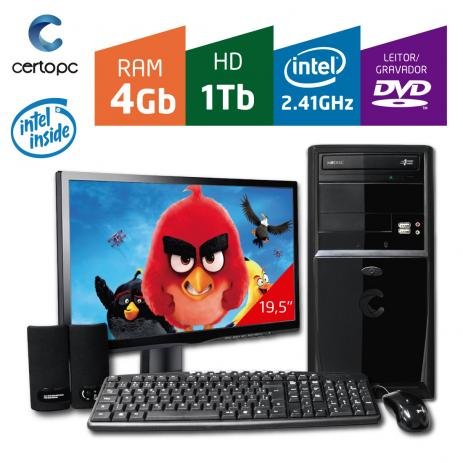 certopc
RAM
4Gb
HD
1Tb
intel
2.41GHz
LEITOR/
GRAVADOR
DVD
intel
inside
19,5"